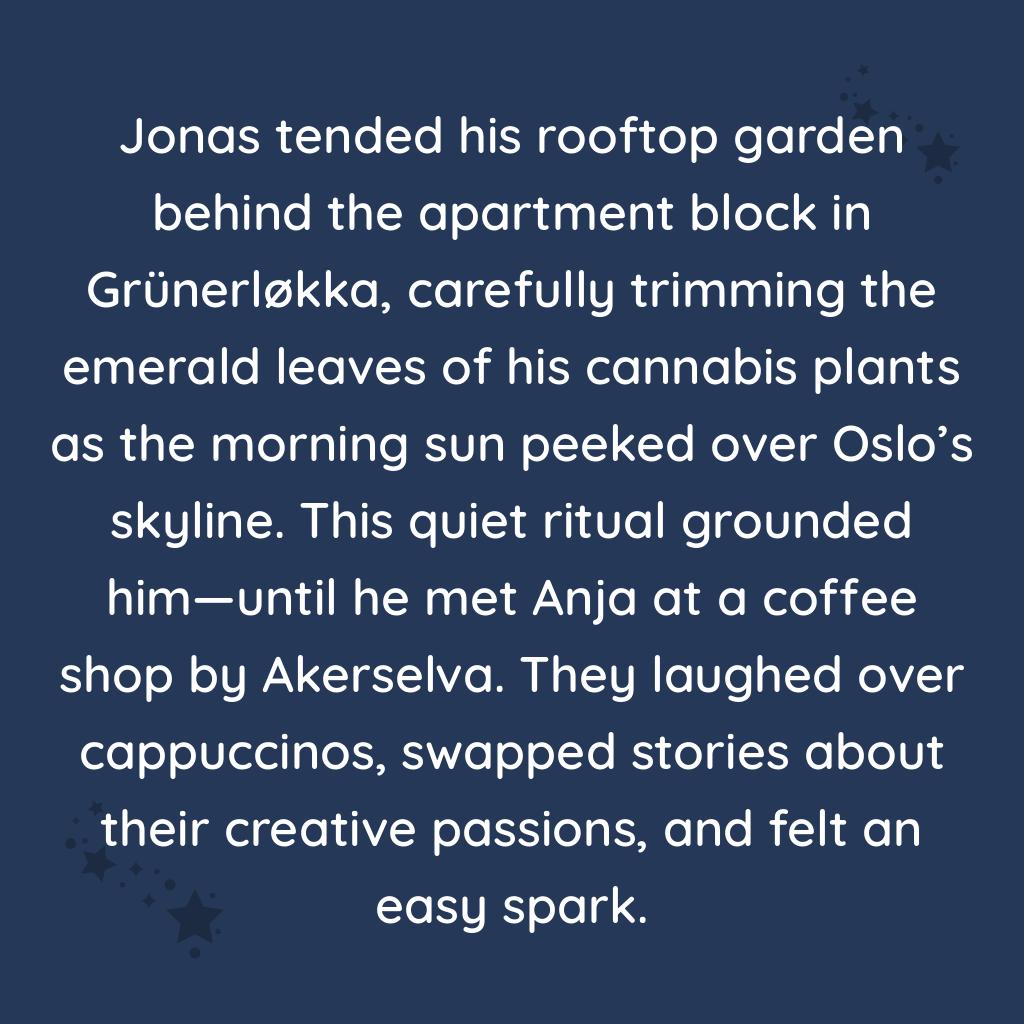 Jonas tended his rooftop garden
behind the apartment block in
Grünerløkka, carefully trimming the
emerald leaves of his cannabis plants
as the morning sun peeked over Oslo’s
skyline. This quiet ritual grounded
him—until he met Anja at a coffee
shop by Akerselva. They laughed over
cappuccinos, swapped stories about
their creative passions, and felt an
easy spark.